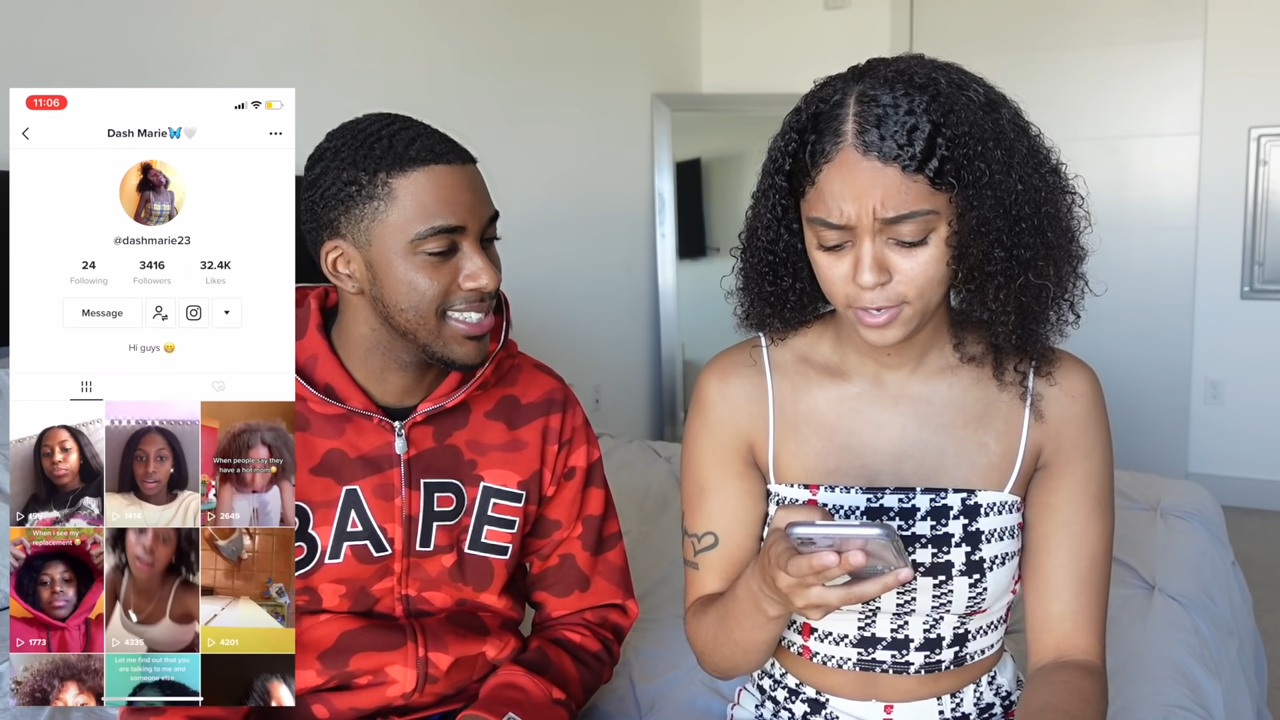 11:06
Dash Marie🦋🤍
@dashmarie23
24 3416 32.4K
Following Followers Likes
Message
Hi guys 🤭
When people say they
have a hot mom
1414
2649
When i see my
replacement
1773
4335
4201
Let me find out that you
are talking to me and
someone else
BAPE